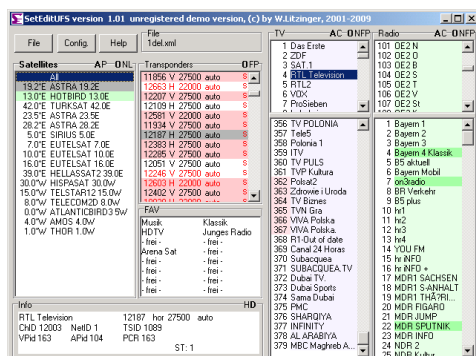 SetEditUFS version 1.01 unregistered demo version, (c) by W.Litzinger, 2001-2009
File Config. Help
File
1del.xml
Satellites AP - ONL
All
19.2°E ASTRA 19.2E
13.0°E HOTBIRD 13.0E
42.0°E TURKSAT 42.0E
23.5°E ASTRA 23.5E
28.2°E ASTRA 28.2E
5.0°E SIRIUS 5.0E
7.0°E EUTELSAT 7.0E
10.0°E EUTELSAT 10.0E
16.0°E EUTELSAT 16.0E
39.0°E HELLASSAT2 39.0E
30.0°W HISPASAT 30.0W
15.0°W TELSTAR12 15.0W
8.0°W TELECOM2D 8.0W
0.0°W ATLANTICBIRD3 5W
4.0°W AMOS 4.0W
1.0°W THOR 1.0W
Transponders OFP
11856 V 27500 auto S
12663 H 22000 auto S
12207 V 27500 auto S
12109 H 27500 auto S
12581 V 22000 auto S
11934 V 27500 auto S
12187 H 27500 auto S
12383 H 27500 auto S
12285 V 27500 auto S
12051 V 27500 auto S
12246 V 27500 auto S
12603 H 22000 auto S
12402 V 27500 auto S
FAV
Musik Klassik
HDTV Junges Radio
- frei - - frei -
Arena Sat - frei -
- frei - - frei -
- frei - - frei -
Info HD
RTL Television 12187 hor 27500 auto
ChID 12003 NetID 1 TSID 1089
VPid 163 APid 104 PCR 163
ST: 1
TV AC-ONFP
1 Das Erste
2 ZDF
3 SAT.1
4 RTL Television
5 RTL2
6 VOX
7 ProSieben
356 TV POLONIA
357 Tele5
358 Polonia 1
359 ITV
360 TV PULS
361 TVP Kultura
362 Polsat2
363 Zdrowie i Uroda
364 TV Biznes
365 TVN Gra
366 VIVA Polska
367 VIVA Polska.
368 R1-Out of date
369 Canal 24 Horas
370 Subacquea
371 SUBACQUEA.TV
372 Dubai TV.
373 Dubai Sports
374 Sama Dubai
375 PMC
376 SHARQIYA
377 INFINITY
378 AL ARABIYA
379 MBC Maghreb A...
Radio AC-ONFP
101 OE2 N
102 OE2 O
103 OE2 B
104 OE2 S
105 OE2 T
106 OE2 V
107 OE2 St
1 Bayern 1
2 Bayern 2
3 Bayern 3
4 Bayern 4 Klassik
5 B5 aktuell
6 Bayern Mobil
7 on3radio
8 BR Verkehr
9 B5 plus
10 hr1
11 hr2
12 hr3
13 hr4
14 YOU FM
15 hr iNFO
16 hr iNFO +
17 MDR1 SACHSEN
18 MDR1 S-ANHALT
19 MDR1 THÃ?RI...
20 MDR FIGARO
21 MDR JUMP
22 MDR SPUTNIK
23 MDR INFO
24 NDR 2
25 NDR Kultur